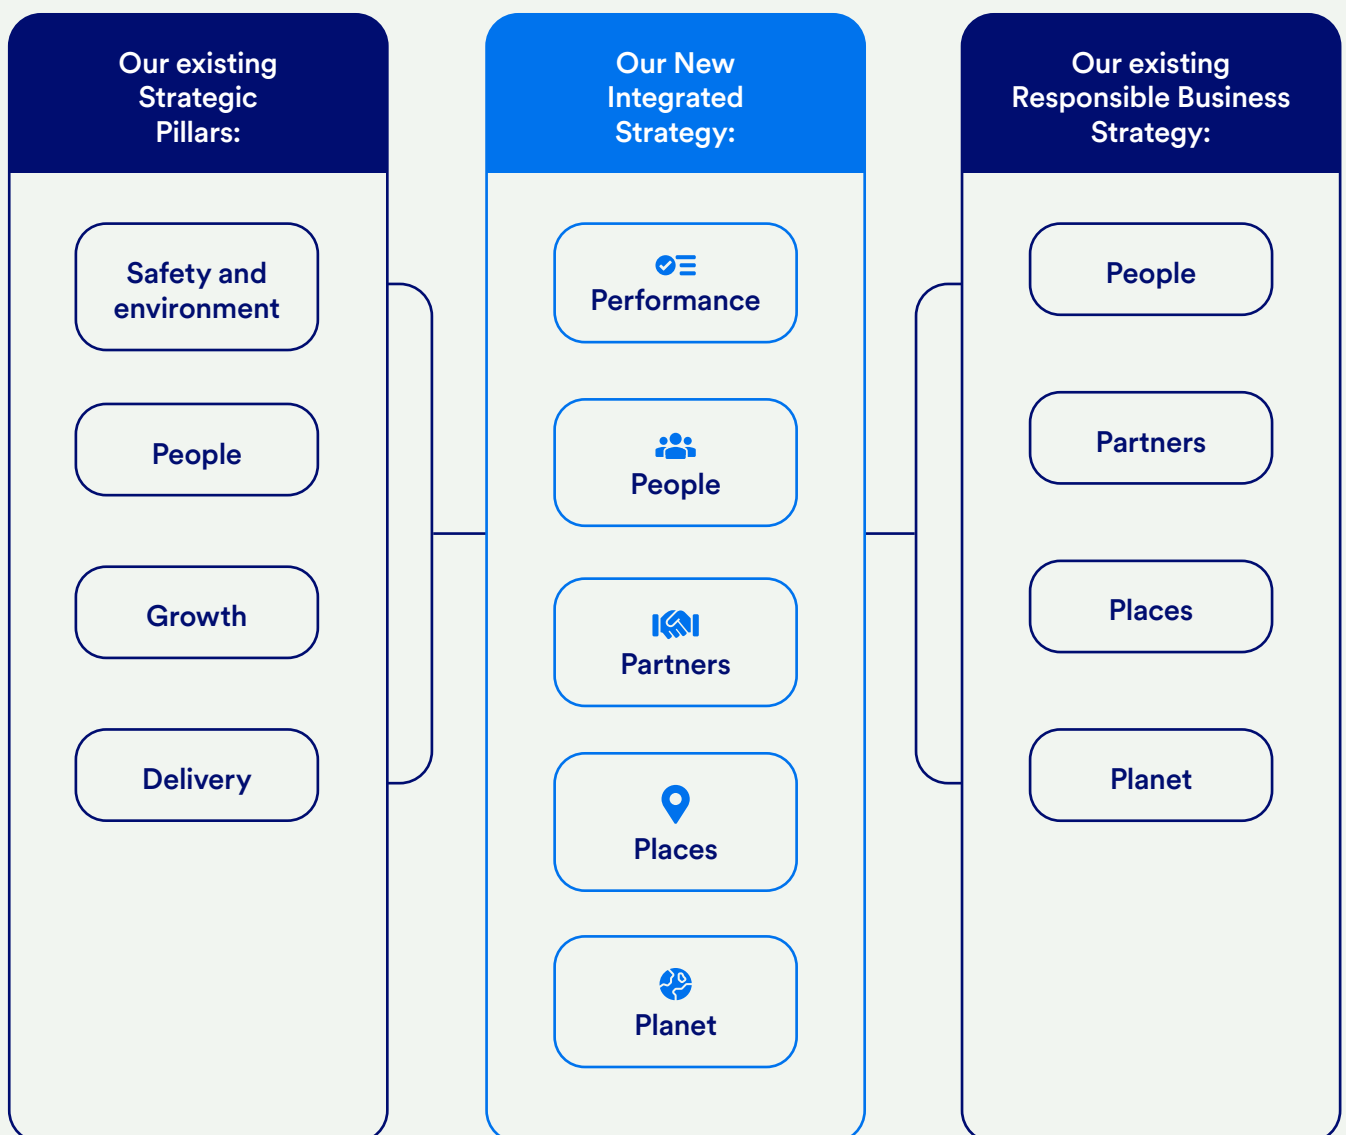 Our existing
Strategic
Pillars:
Safety and
environment
People
Growth
Delivery
Our New
Integrated
Strategy:
Performance
People
Partners
Places
Planet
Our existing
Responsible Business
Strategy:
People
Partners
Places
Planet